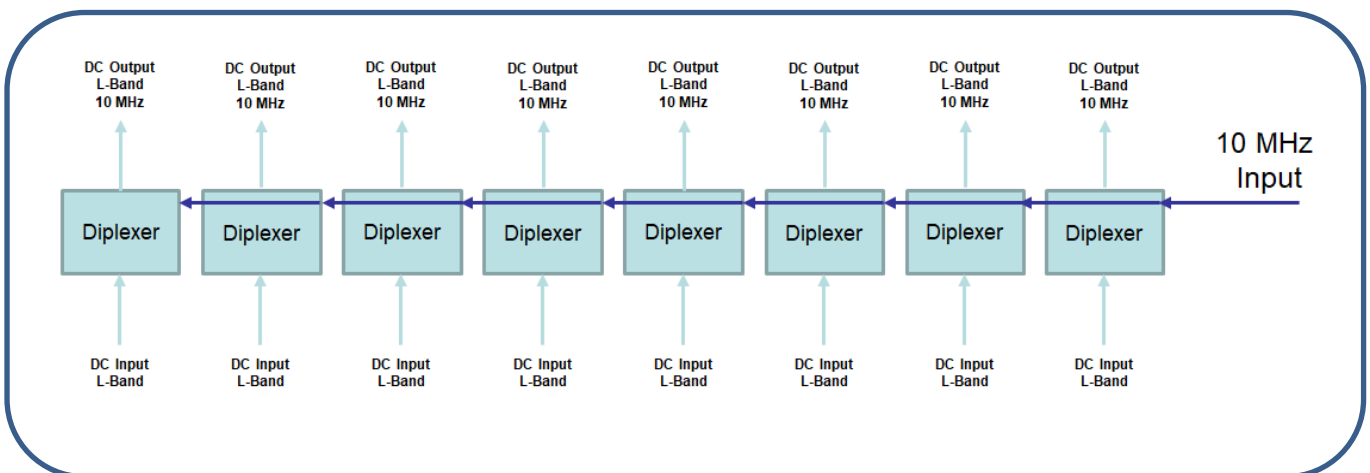 DC Output
L-Band
10 MHz
DC Output
L-Band
10 MHz
DC Output
L-Band
10 MHz
DC Output
L-Band
10 MHz
DC Output
L-Band
10 MHz
DC Output
L-Band
10 MHz
DC Output
L-Band
10 MHz
DC Output
L-Band
10 MHz
10 MHz
Input
Diplexer
Diplexer
Diplexer
Diplexer
Diplexer
Diplexer
Diplexer
Diplexer
DC Input
L-Band
DC Input
L-Band
DC Input
L-Band
DC Input
L-Band
DC Input
L-Band
DC Input
L-Band
DC Input
L-Band
DC Input
L-Band